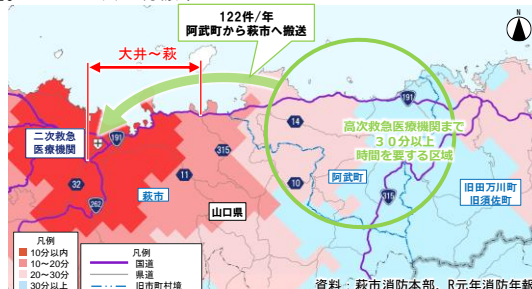 122件/年
阿武町から萩市へ搬送
N
大井～萩
二次救急
医療機関
191
191
高次救急医療機関まで
３０分以上
時間を要する区域
14
315
32
11
萩市
10
阿武町
315
旧田万川町
旧須佐町
262
山口県
凡例
10分以内
10～20分
20～30分
30分以上
凡例
国道
県道
旧市町村境
資料：萩市消防本部、R元年消防年報